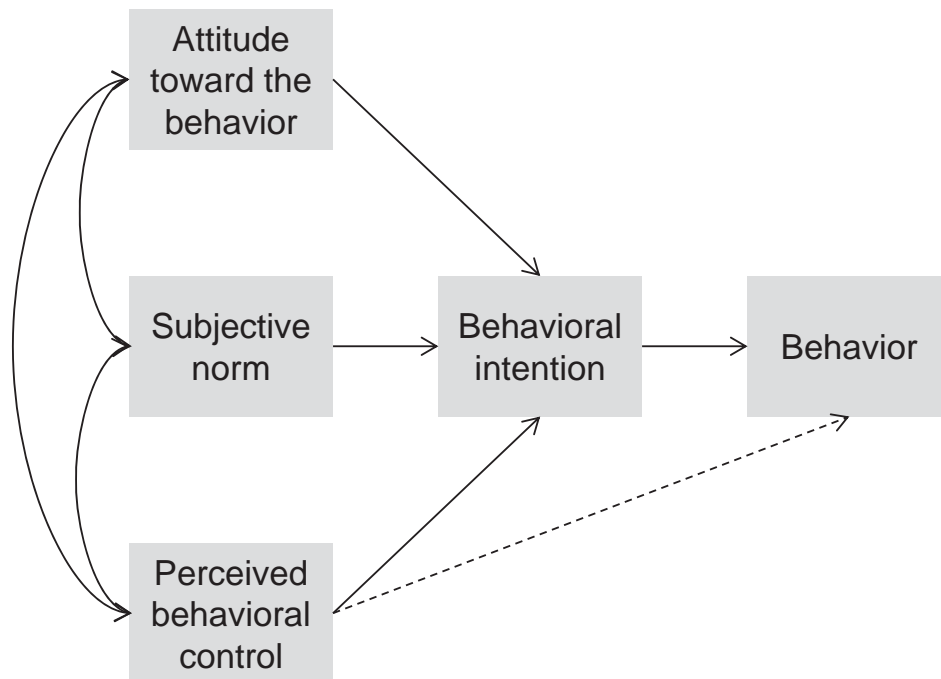 Attitude
toward the
behavior
Subjective
norm
Behavioral
intention
Behavior
Perceived
behavioral
control